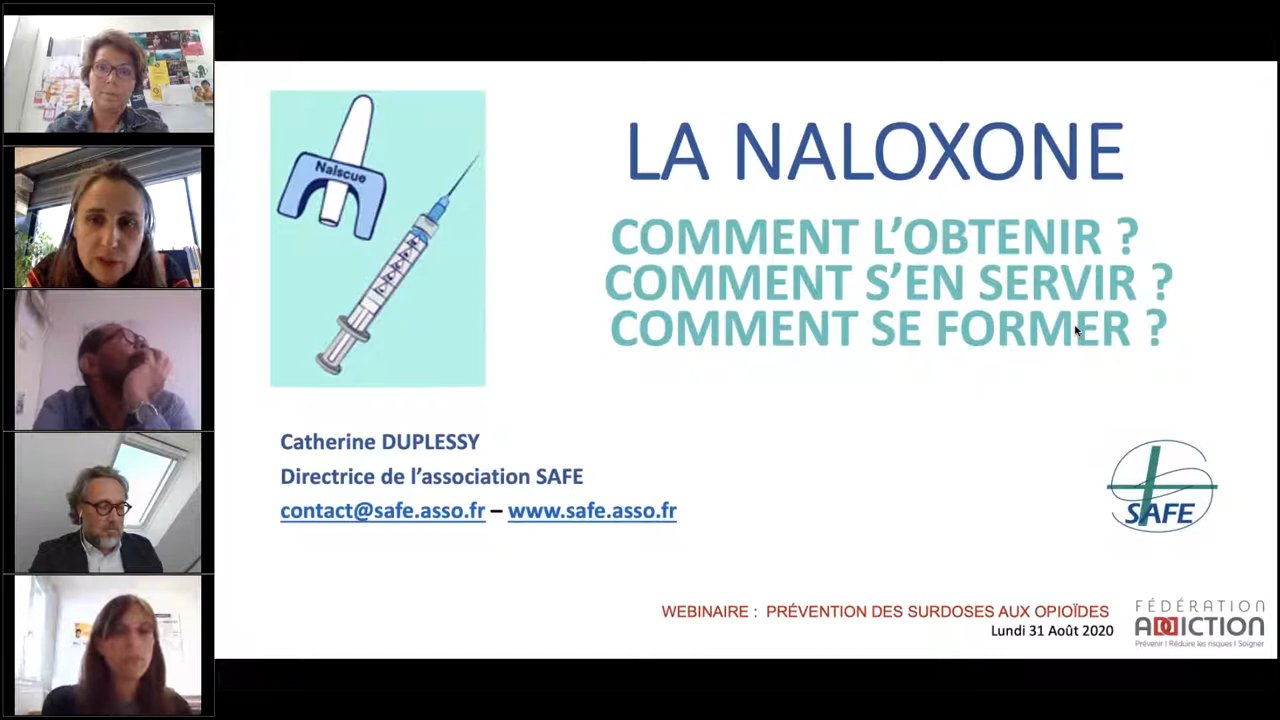 Nalscue
LA NALOXONE
COMMENT L’OBTENIR ?
COMMENT S’EN SERVIR ?
COMMENT SE FORMER ?
Catherine DUPLESSY
Directrice de l’association SAFE
contact@safe.asso.fr – www.safe.asso.fr
SAFE
WEBINAIRE : PRÉVENTION DES SURDOSES AUX OPIOÏDES
Lundi 31 Août 2020
FÉDÉRATION
ADDICTION
Prévenir I Réduire les risques I Soigner